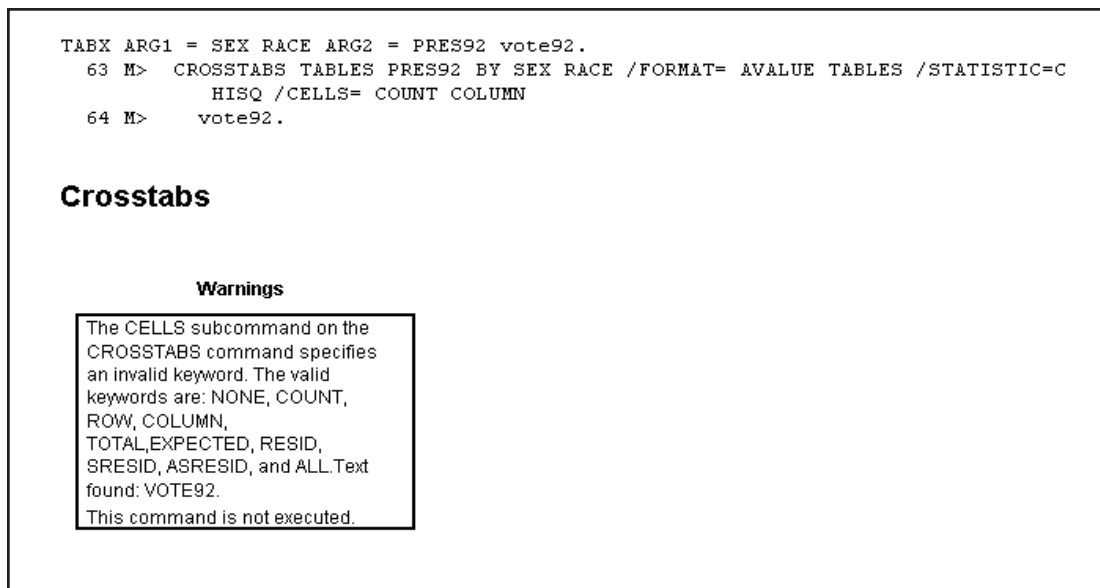 TABX ARG1 = SEX RACE ARG2 = PRES92 vote92.
63 M> CROSSTABS TABLES PRES92 BY SEX RACE /FORMAT= AVALUE TABLES /STATISTIC=C
HISQ /CELLS= COUNT COLUMN
64 M> vote92.
Crosstabs
Warnings
The CELLS subcommand on the
CROSSTABS command specifies
an invalid keyword. The valid
keywords are: NONE, COUNT,
ROW, COLUMN,
TOTAL,EXPECTED, RESID,
SRESID, ASRESID, and ALL.Text
found: VOTE92.
This command is not executed.